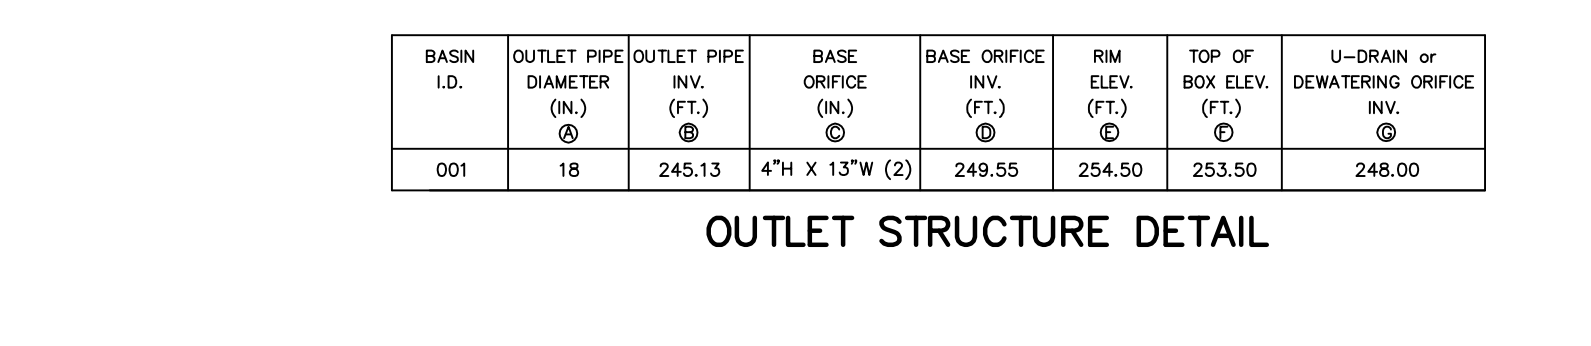 BASIN I.D.
OUTLET PIPE DIAMETER (IN.) Ⓐ
OUTLET PIPE INV. (FT.) Ⓑ
BASE ORIFICE (IN.) Ⓒ
BASE ORIFICE INV. (FT.) Ⓓ
RIM ELEV. (FT.) Ⓔ
TOP OF BOX ELEV. (FT.) Ⓕ
U-DRAIN or DEWATERING ORIFICE INV. Ⓖ
001 18 245.13 4”H X 13”W (2) 249.55 254.50 253.50 248.00
OUTLET STRUCTURE DETAIL